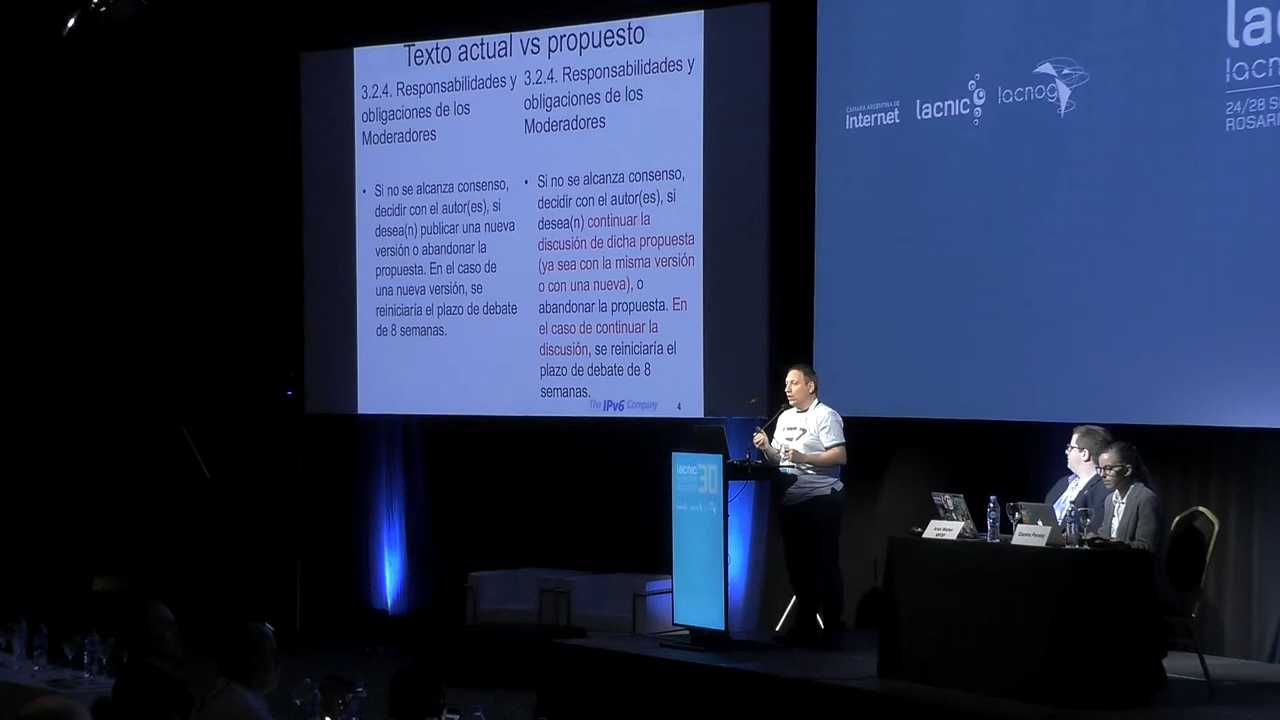 Texto actual vs propuesto
3.2.4. Responsabilidades y
obligaciones de los
Moderadores
• Si no se alcanza consenso,
decidir con el autor(es), si
desea(n) publicar una nueva
versión o abandonar la
propuesta. En el caso de
una nueva versión, se
reiniciaría el plazo de debate
de 8 semanas.
3.2.4. Responsabilidades y
obligaciones de los
Moderadores
• Si no se alcanza consenso,
decidir con el autor(es), si
desea(n) continuar la
discusión de dicha propuesta
(ya sea con la misma versión
o con una nueva), o
abandonar la propuesta. En
el caso de continuar la
discusión, se reiniciaría el
plazo de debate de 8
semanas.
The IPv6 Company
4
CÁMARA ARGENTINA DE
Internet
lacnic
lacnog
la
lacn
24/28 S
ROSARI
lacnic 30